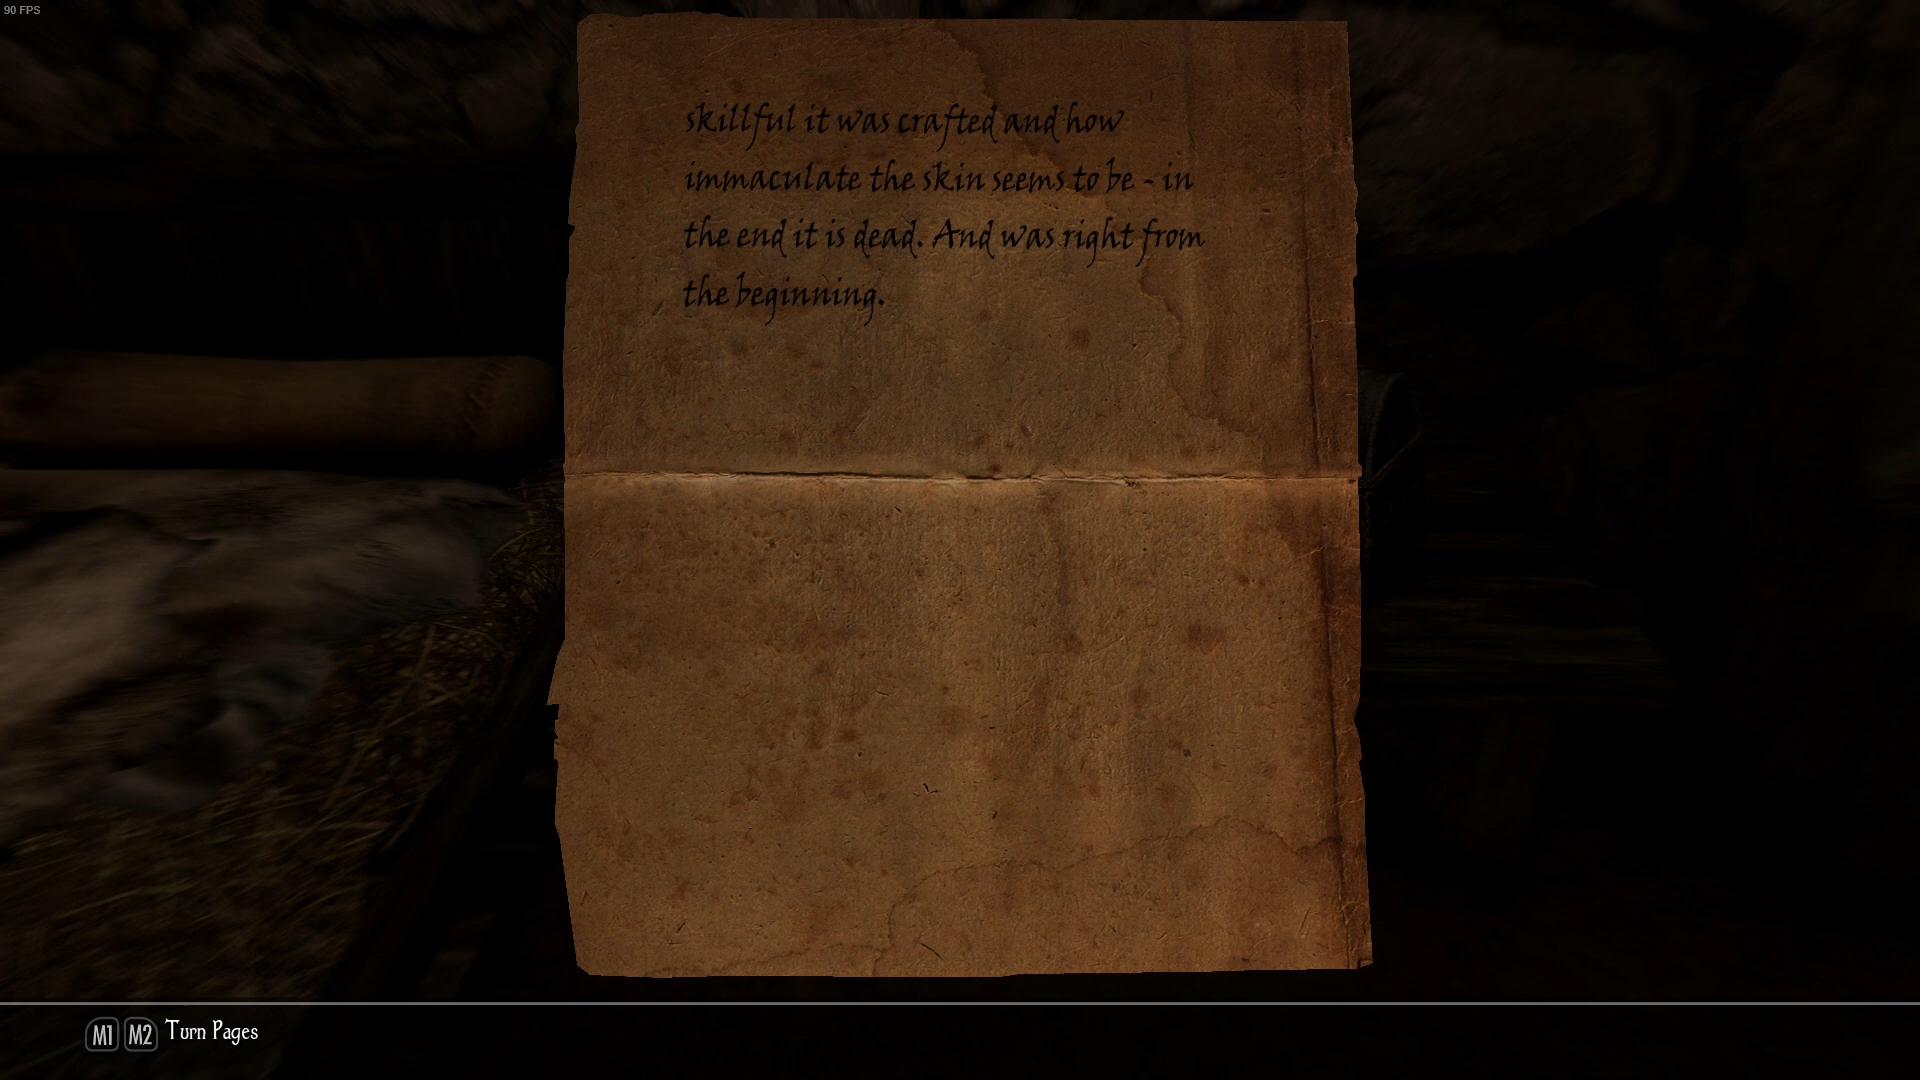 90 FPS
skillful it was crafted and how
immaculate the skin seems to be - in
the end it is dead. And was right from
the beginning.
M1 M2 Turn Pages